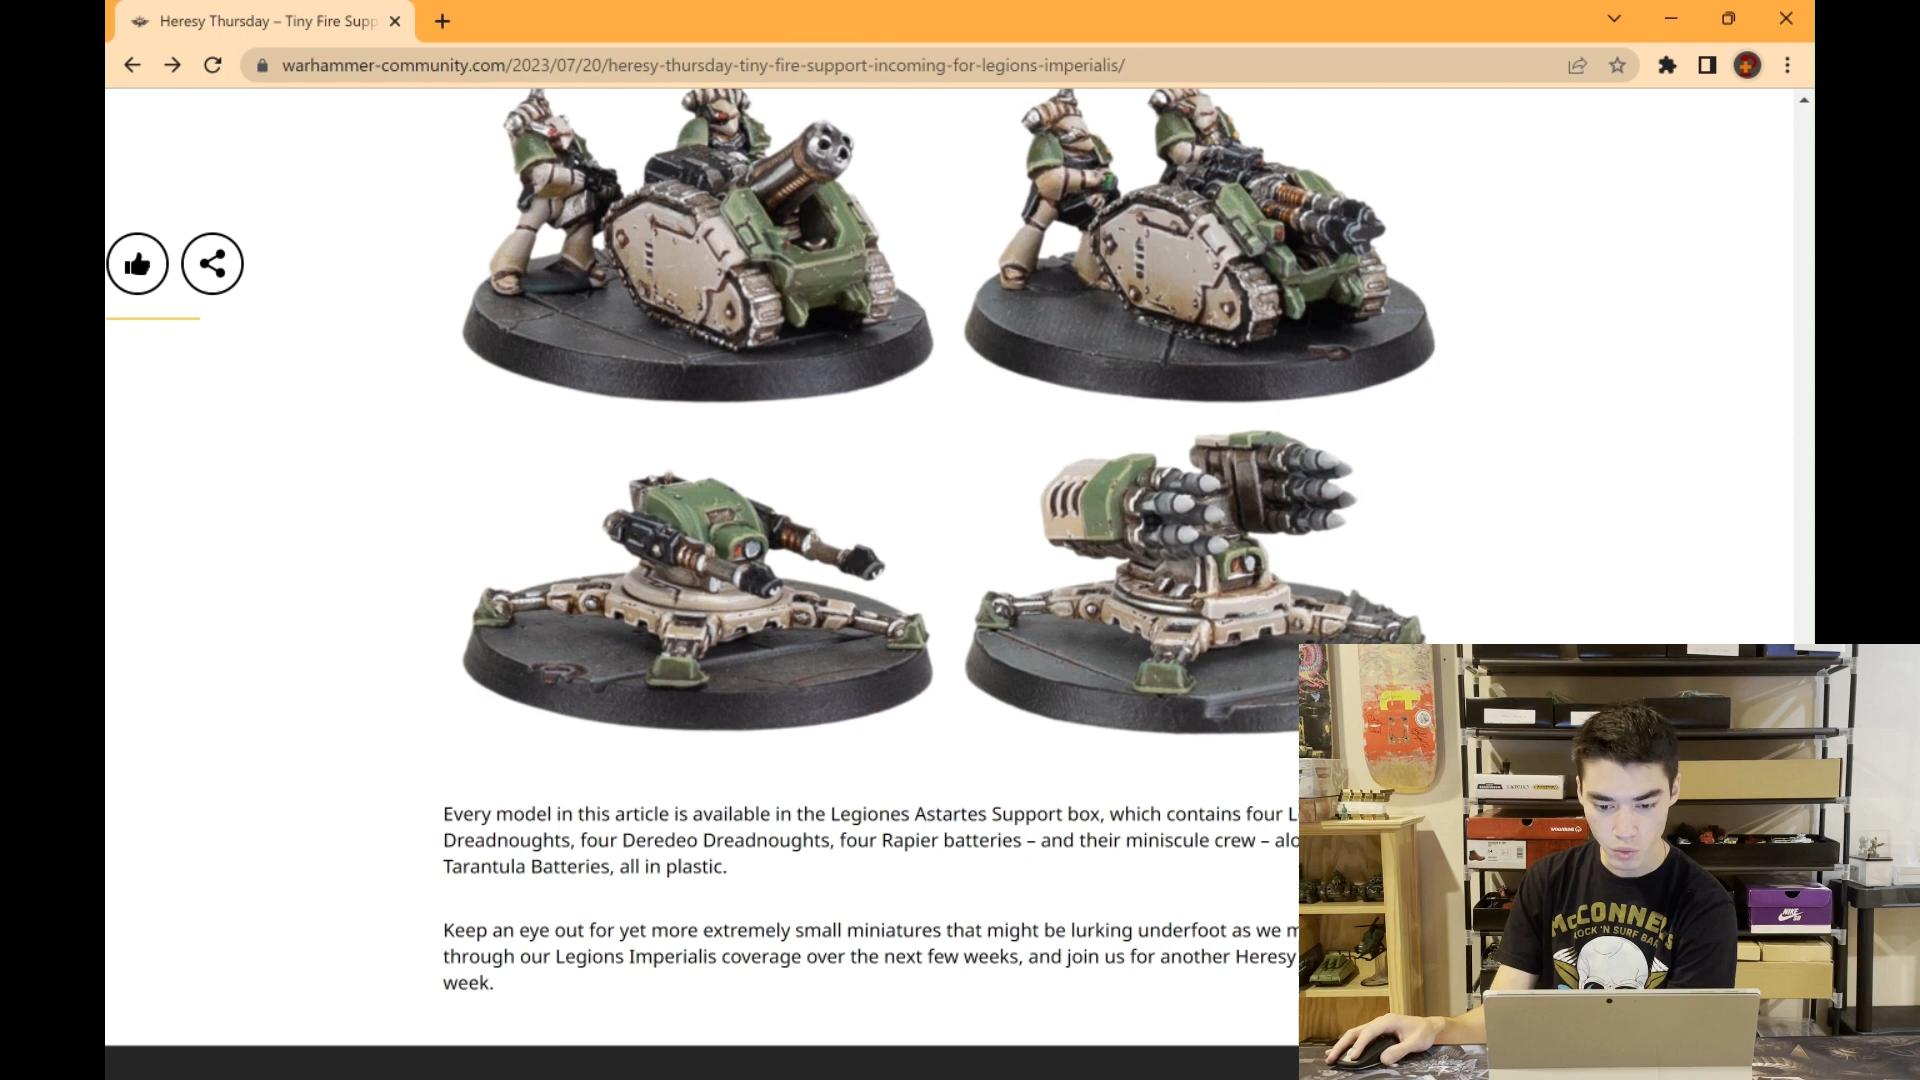 Heresy Thursday – Tiny Fire Supp
warhammer-community.com/2023/07/20/heresy-thursday-tiny-fire-support-incoming-for-legions-imperialis/
Every model in this article is available in the Legiones Astartes Support box, which contains four L
Dreadnoughts, four Deredeo Dreadnoughts, four Rapier batteries – and their miniscule crew – alo
Tarantula Batteries, all in plastic.
Keep an eye out for yet more extremely small miniatures that might be lurking underfoot as we m
through our Legions Imperialis coverage over the next few weeks, and join us for another Heresy
week.
McCONNEL'S
ROCK 'N SURF BAR
NIKE